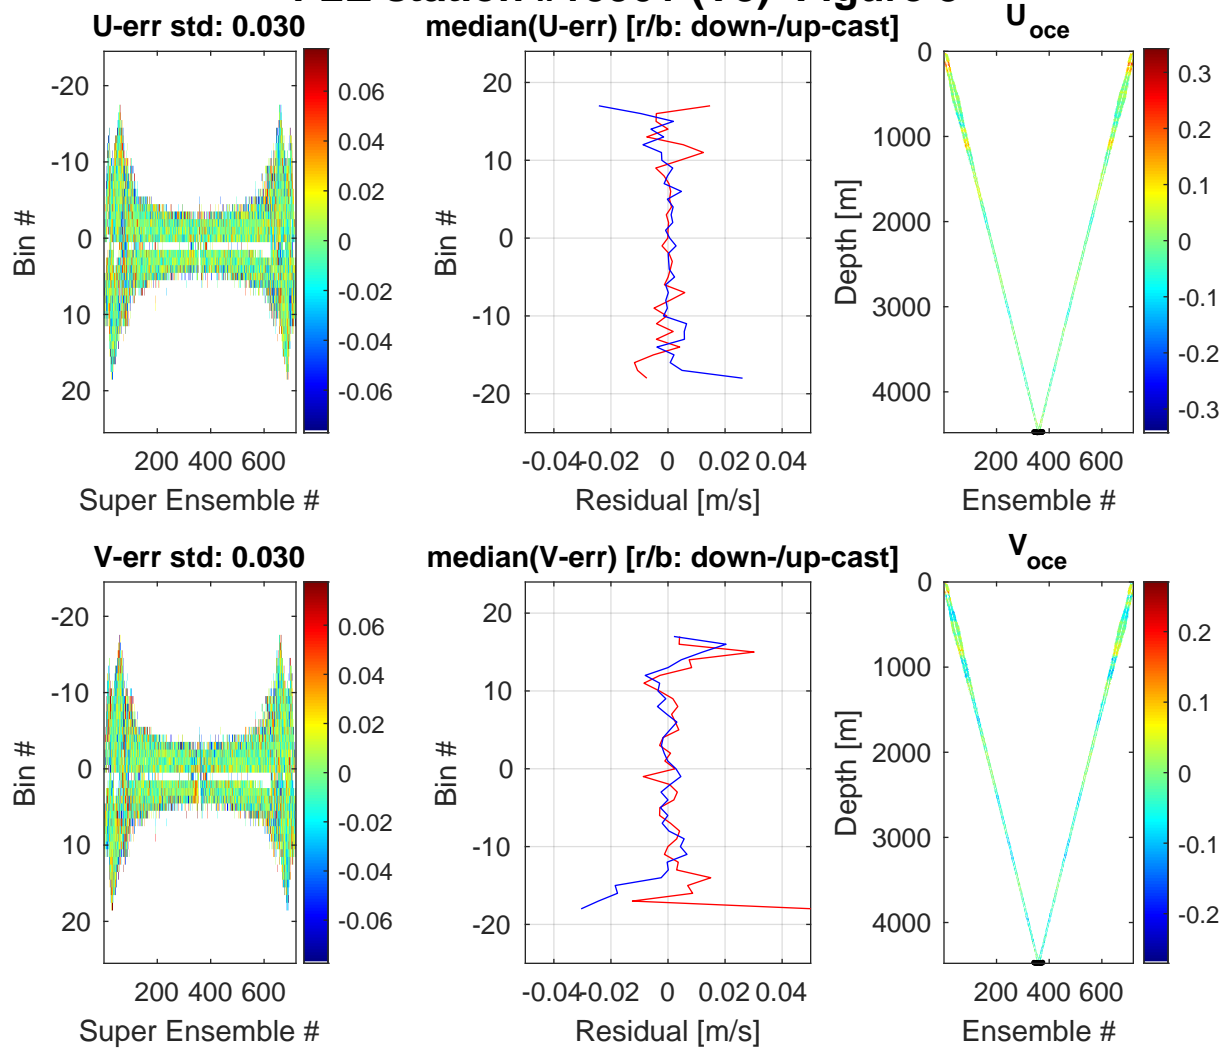 U-err std: 0.030
median(U-err) [r/b: down-/up-cast]
U_oce
-20
-10
0
10
20
Bin #
200 400 600
Super Ensemble #
0.06
0.04
0.02
0
-0.02
-0.04
-0.06
20
10
0
-10
-20
Bin #
-0.04 -0.02 0 0.02 0.04
Residual [m/s]
0
1000
2000
3000
4000
Depth [m]
200 400 600
Ensemble #
0.3
0.2
0.1
0
-0.1
-0.2
-0.3
V-err std: 0.030
median(V-err) [r/b: down-/up-cast]
V_oce
-20
-10
0
10
20
Bin #
200 400 600
Super Ensemble #
0.06
0.04
0.02
0
-0.02
-0.04
-0.06
20
10
0
-10
-20
Bin #
-0.04 -0.02 0 0.02 0.04
Residual [m/s]
0
1000
2000
3000
4000
Depth [m]
200 400 600
Ensemble #
0.2
0.1
0
-0.1
-0.2